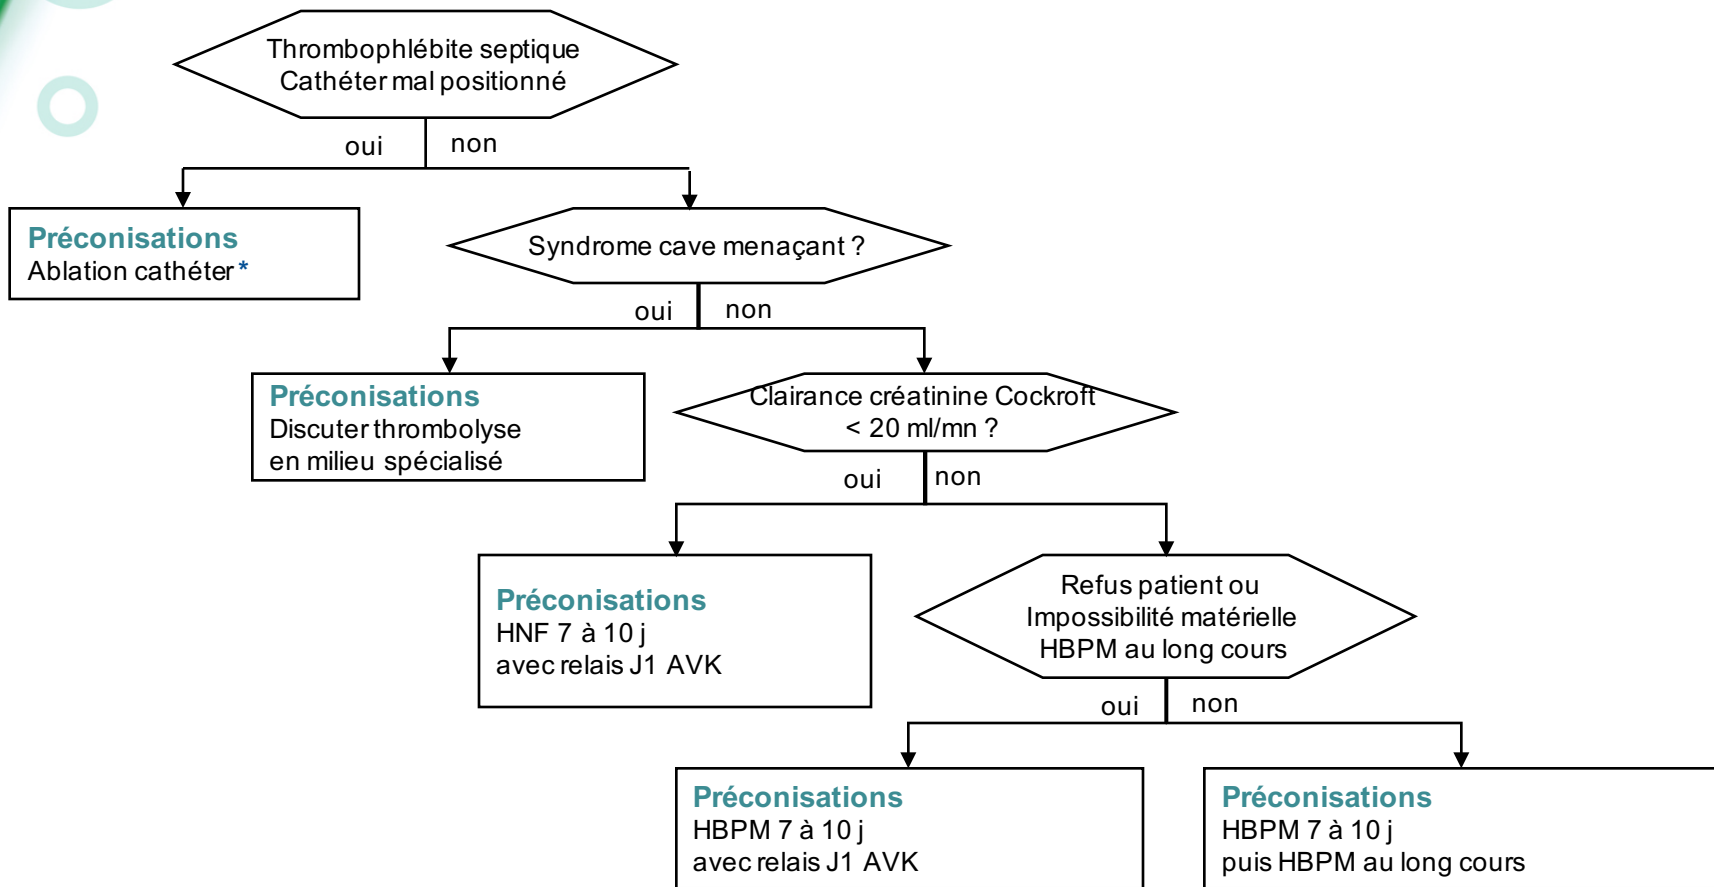 Thrombophlébite septique
Cathéter mal positionné
oui
non
Préconisations
Ablation cathéter *
Syndrome cave menaçant ?
oui
non
Préconisations
Discuter thrombolyse
en milieu spécialisé
Clairance créatinine Cockroft
< 20 ml/mn ?
oui
non
Préconisations
HNF 7 à 10 j
avec relais J1 AVK
Refus patient ou
Impossibilité matérielle
HBPM au long cours
oui
non
Préconisations
HBPM 7 à 10 j
avec relais J1 AVK
Préconisations
HBPM 7 à 10 j
puis HBPM au long cours